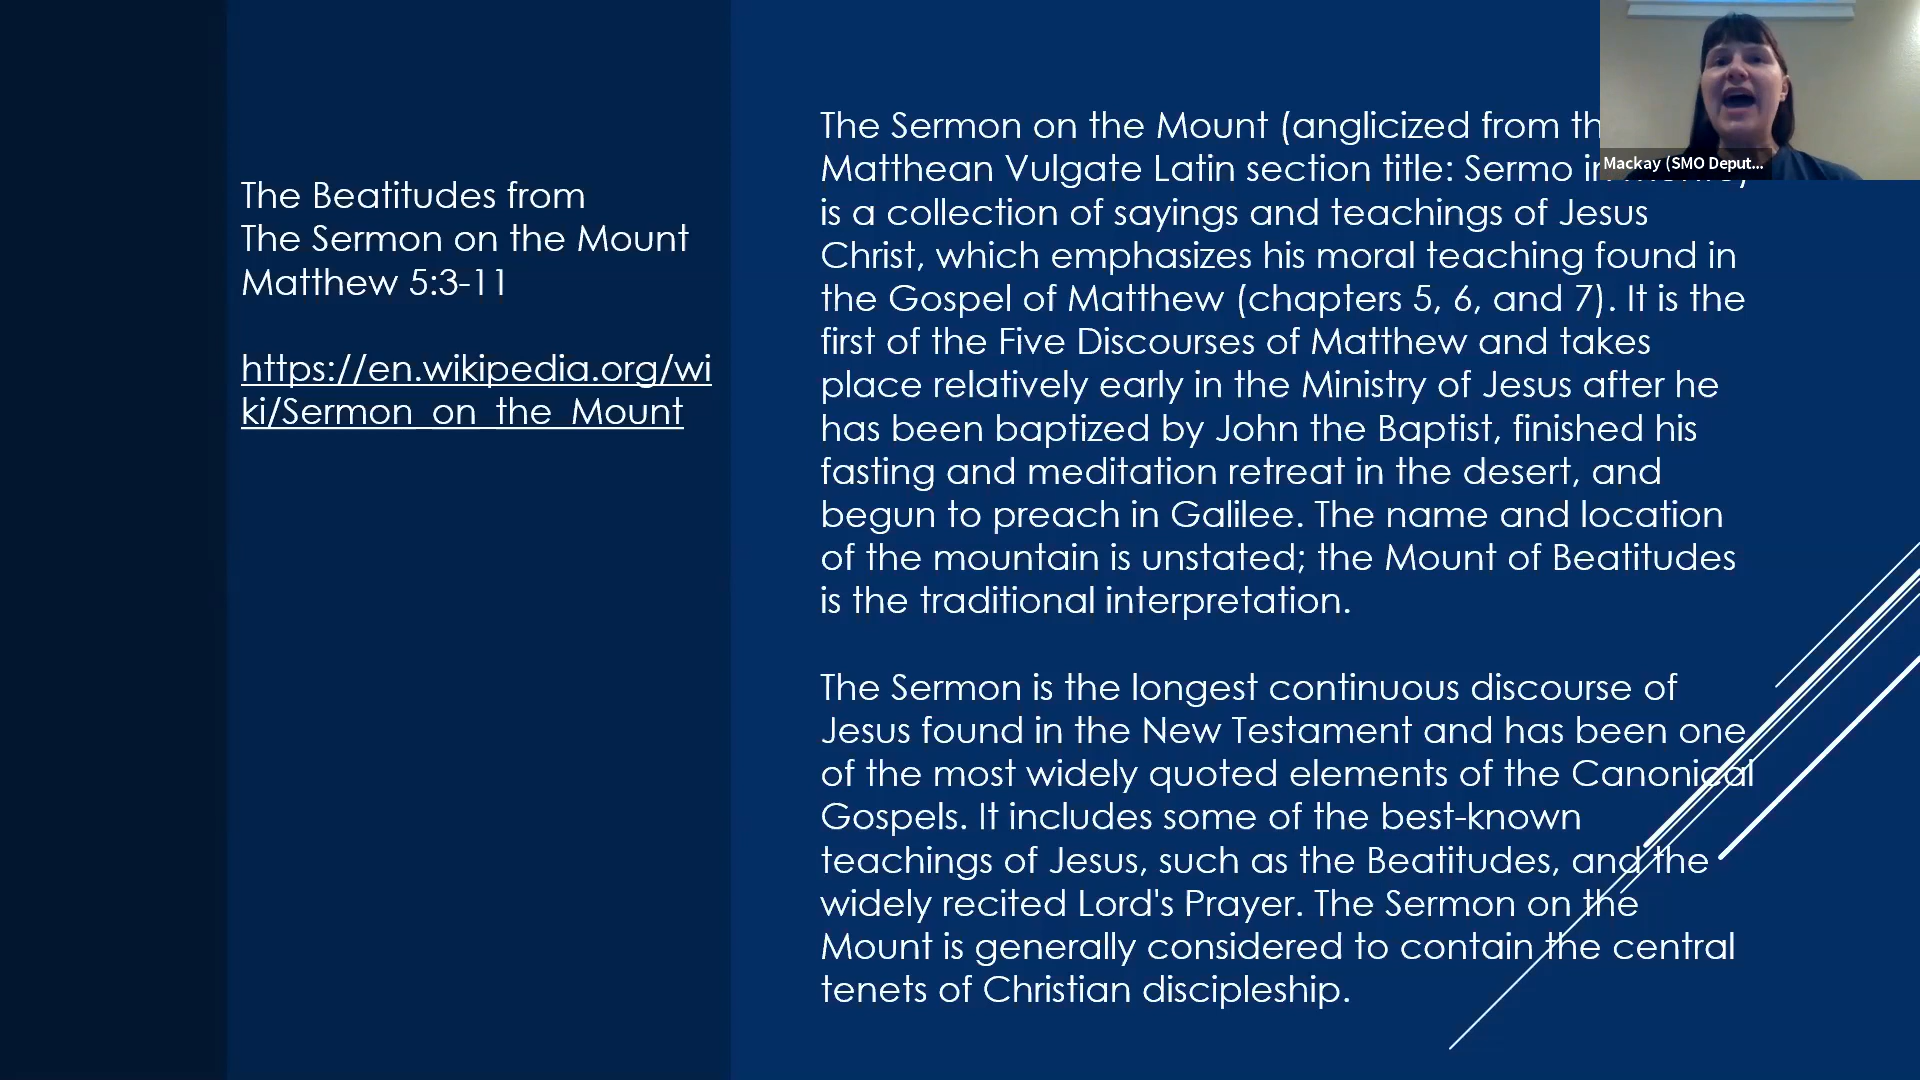 The Beatitudes from
The Sermon on the Mount
Matthew 5:3-11
https://en.wikipedia.org/wi
ki/Sermon_on_the_Mount
The Sermon on the Mount (anglicized from
Matthean Vulgate Latin section title: Sermo
is a collection of sayings and teachings of Jesus
Christ, which emphasizes his moral teaching found in
the Gospel of Matthew (chapters 5, 6, and 7). It is the
first of the Five Discourses of Matthew and takes
place relatively early in the Ministry of Jesus after he
has been baptized by John the Baptist, finished his
fasting and meditation retreat in the desert, and
begun to preach in Galilee. The name and location
of the mountain is unstated; the Mount of Beatitudes
is the traditional interpretation.
The Sermon is the longest continuous discourse of
Jesus found in the New Testament and has been one
of the most widely quoted elements of the Canonical
Gospels. It includes some of the best-known
teachings of Jesus, such as the Beatitudes, and the
widely recited Lord's Prayer. The Sermon on the
Mount is generally considered to contain the central
tenets of Christian discipleship.
Mackay (SMO Deput...